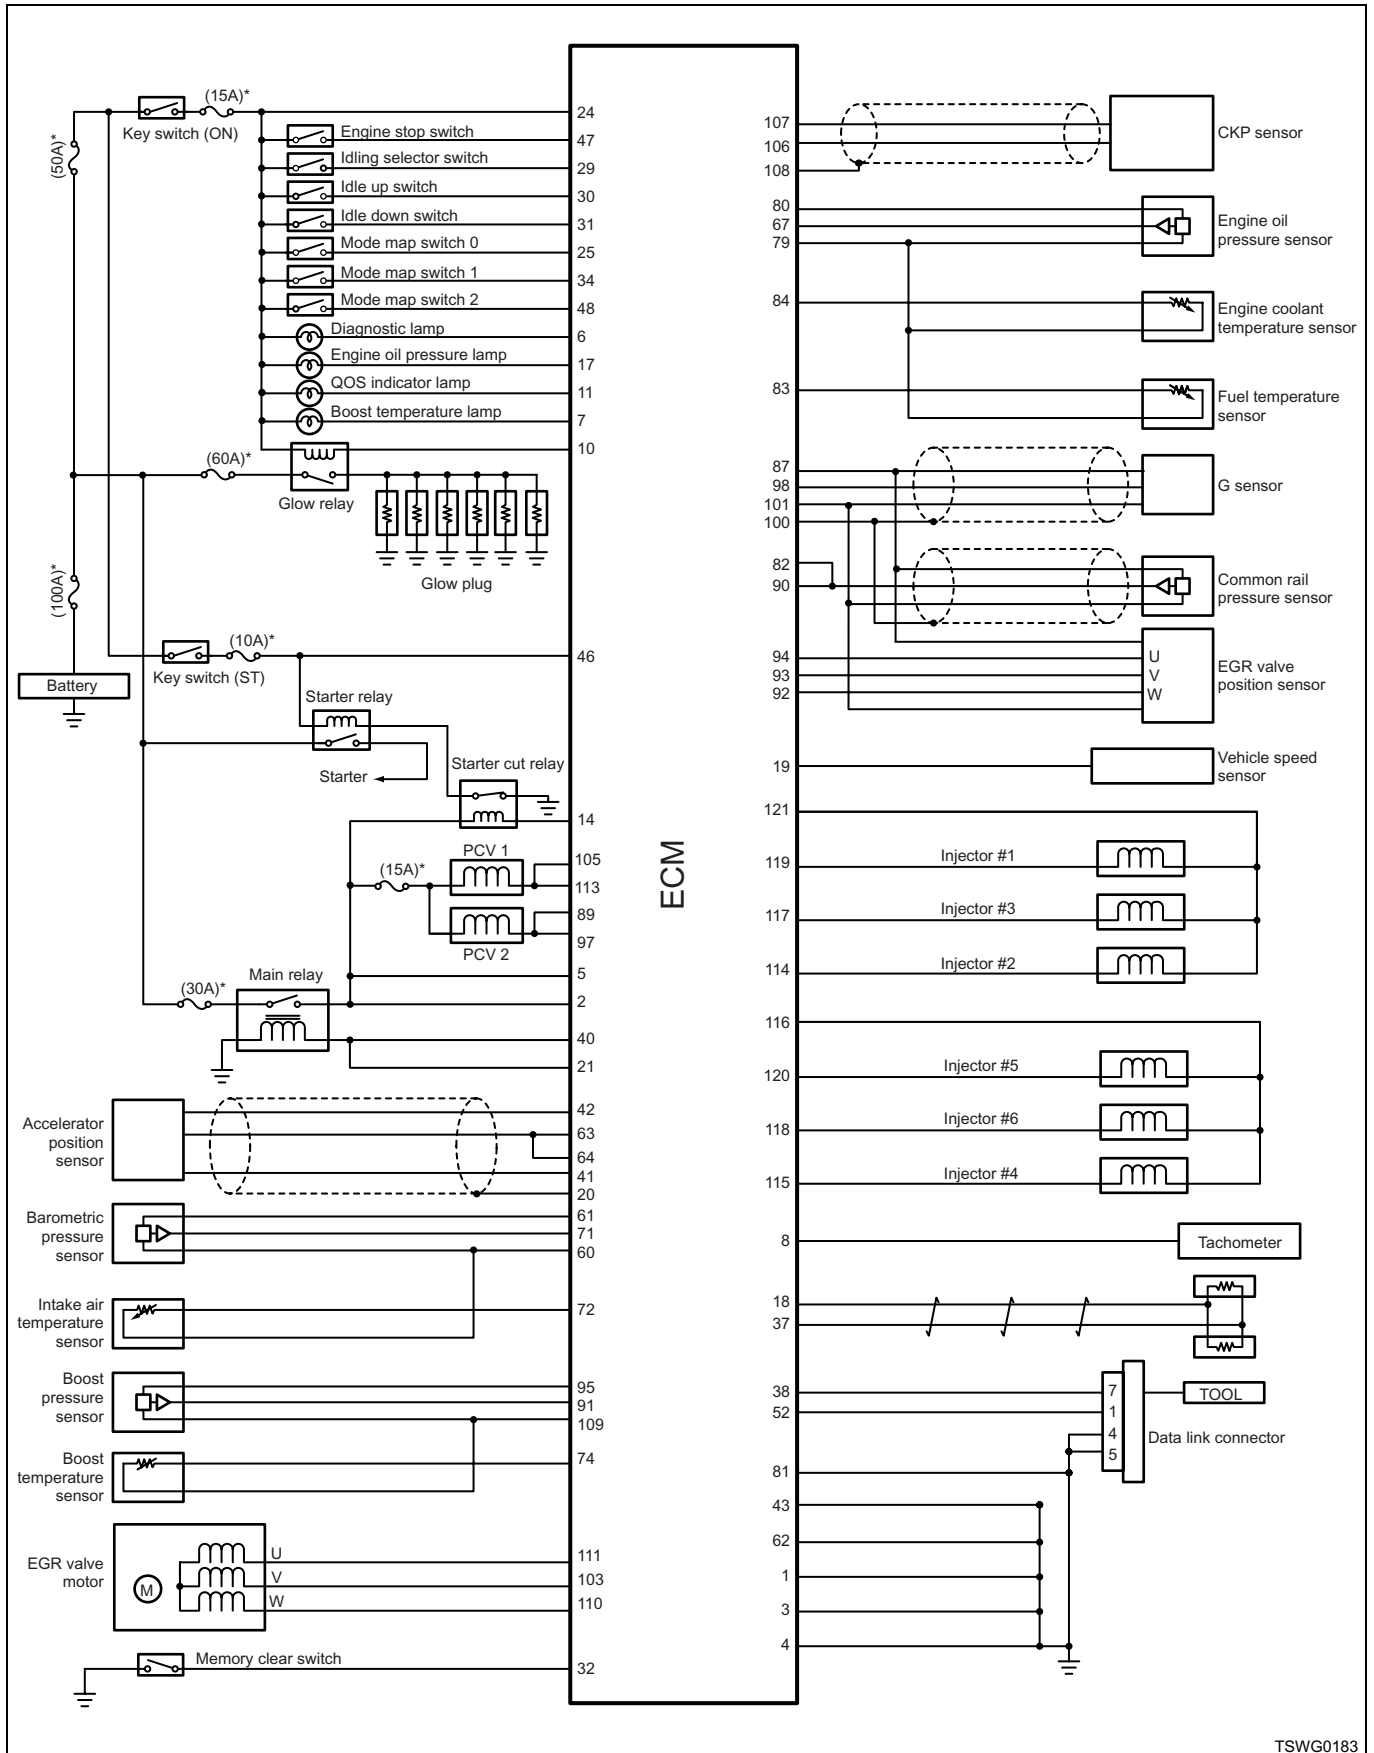 (15A)*
Key switch (ON)
(50A)*
24
Engine stop switch
47
Idling selector switch
29
Idle up switch
30
Idle down switch
31
Mode map switch 0
25
Mode map switch 1
34
Mode map switch 2
48
Diagnostic lamp
6
Engine oil pressure lamp
17
QOS indicator lamp
11
Boost temperature lamp
7
10
(60A)*
Glow relay
Glow plug
(100A)*
Battery
(10A)*
Key switch (ST)
46
Starter relay
Starter
Starter cut relay
14
PCV 1
(15A)*
105
113
89
97
PCV 2
5
Main relay
(30A)*
2
40
21
Accelerator
position
sensor
42
63
64
41
20
Barometric
pressure
sensor
61
71
60
Intake air
temperature
sensor
72
Boost
pressure
sensor
95
91
109
Boost
temperature
sensor
74
EGR valve
motor
M
U
V
W
111
103
110
Memory clear switch
32
ECM
107
106
108
CKP sensor
80
67
79
Engine oil
pressure sensor
84
Engine coolant
temperature sensor
83
Fuel temperature
sensor
87
98
101
100
G sensor
82
90
Common rail
pressure sensor
94
93
92
U
V
W
EGR valve
position sensor
19
Vehicle speed
sensor
121
119
Injector #1
117
Injector #3
114
Injector #2
116
120
Injector #5
118
Injector #6
115
Injector #4
8
Tachometer
18
37
38
52
7
1
4
5
TOOL
Data link connector
81
43
62
1
3
4
TSWG0183